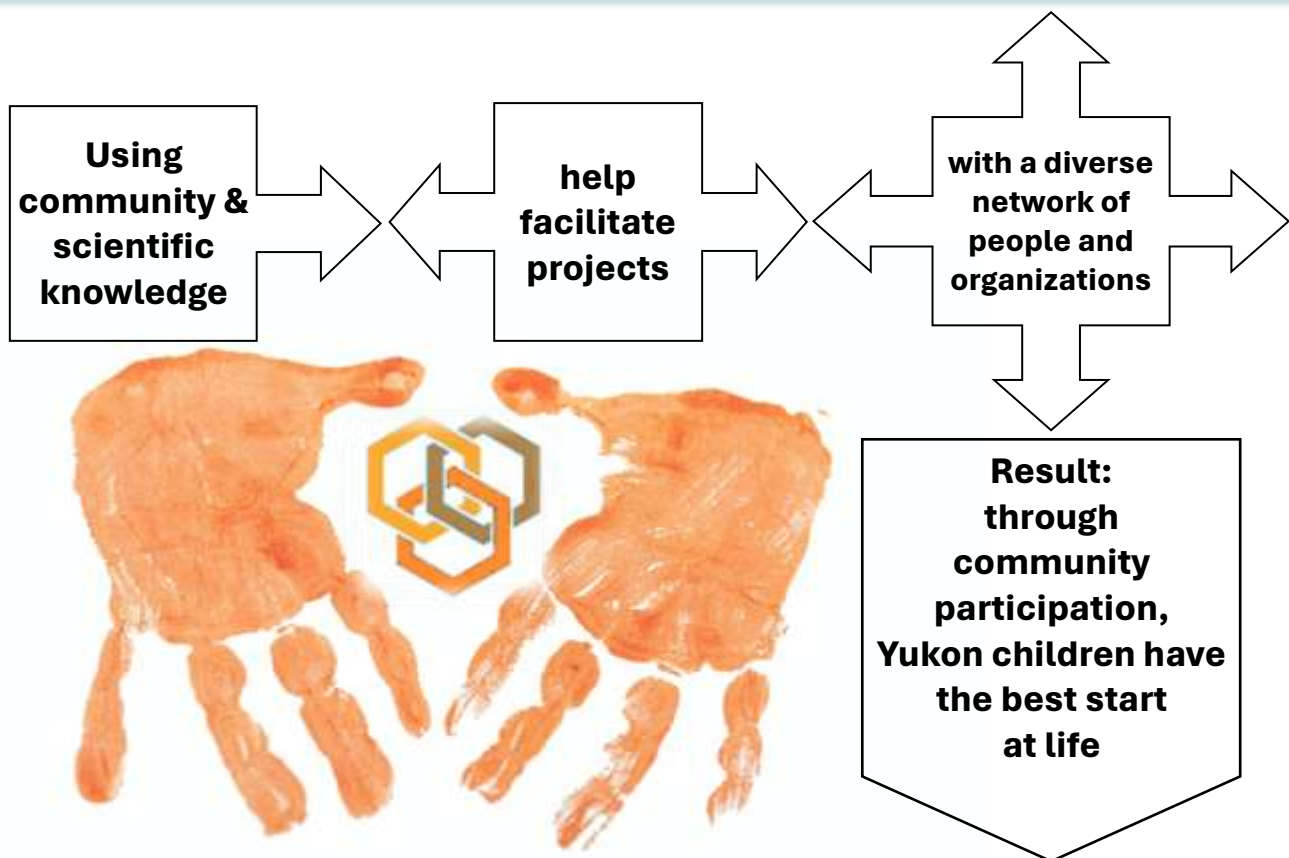 Using
community &
scientific
knowledge
help
facilitate
projects
with a diverse
network of
people and
organizations
Result:
through
community
participation,
Yukon children have
the best start
at life